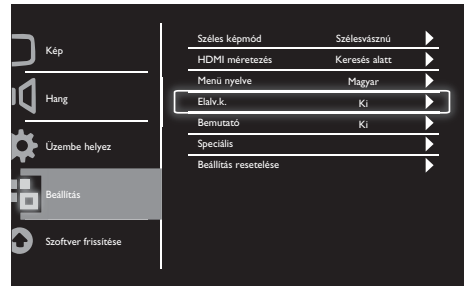 Kép
Hang
Üzembe helyez
Beállítás
Szoftver frissítése
Széles képmód Szélesvásznú
HDMI méretezés Keresés alatt
Menü nyelve Magyar
Elalv.k. Ki
Bemutató Ki
Speciális
Beállítás resetelése